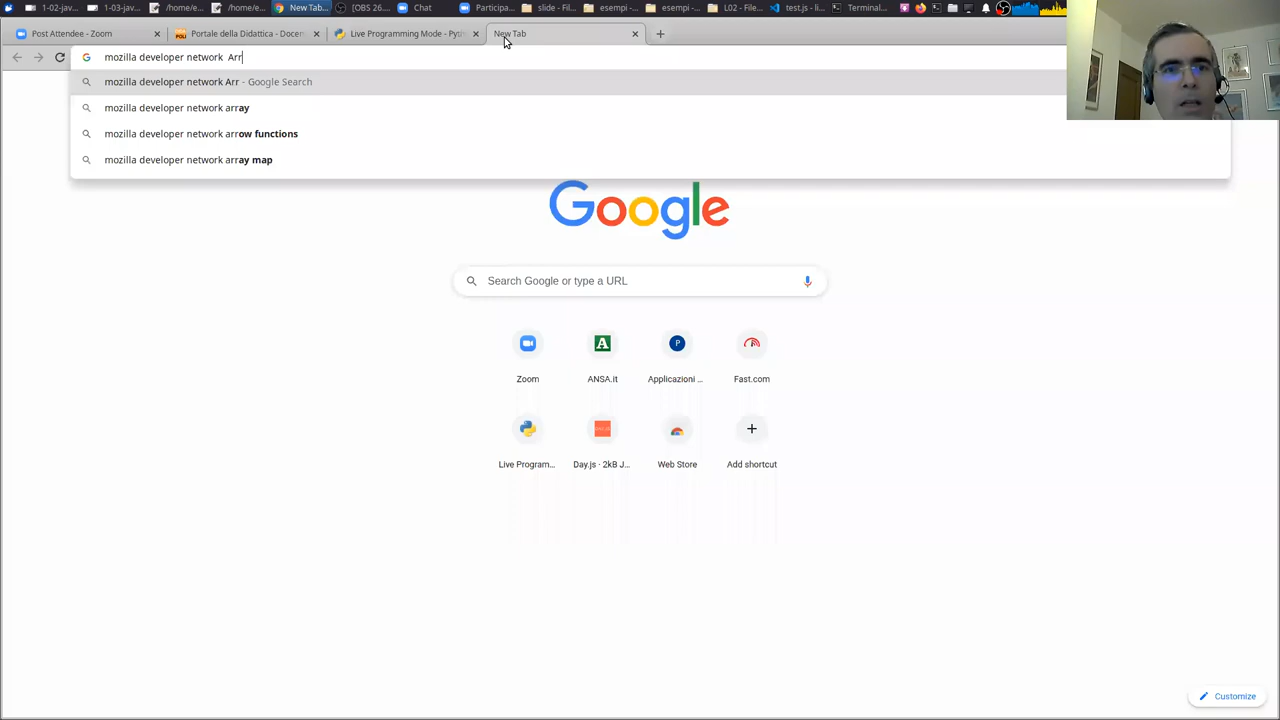 1-02-jav...
1-03-jav...
/home/e...
/home/e...
New Tab...
[DBS 26....
Chat
Participa...
slide - Fil...
esempi -...
esempi -...
L02 - Fil...
test.js - li...
Terminal...
Post Attendee - Zoom
Portale della Didattica - Docen
Live Programming Mode - Pyth
New Tab
mozilla developer network  Arr
mozilla developer network Arr - Google Search
mozilla developer network array
mozilla developer network arrow functions
mozilla developer network array map
Google
Search Google or type a URL
Zoom
ANSA.it
Applicazioni ...
Fast.com
Live Program...
Day.js · 2kB J...
Web Store
Add shortcut
Customize